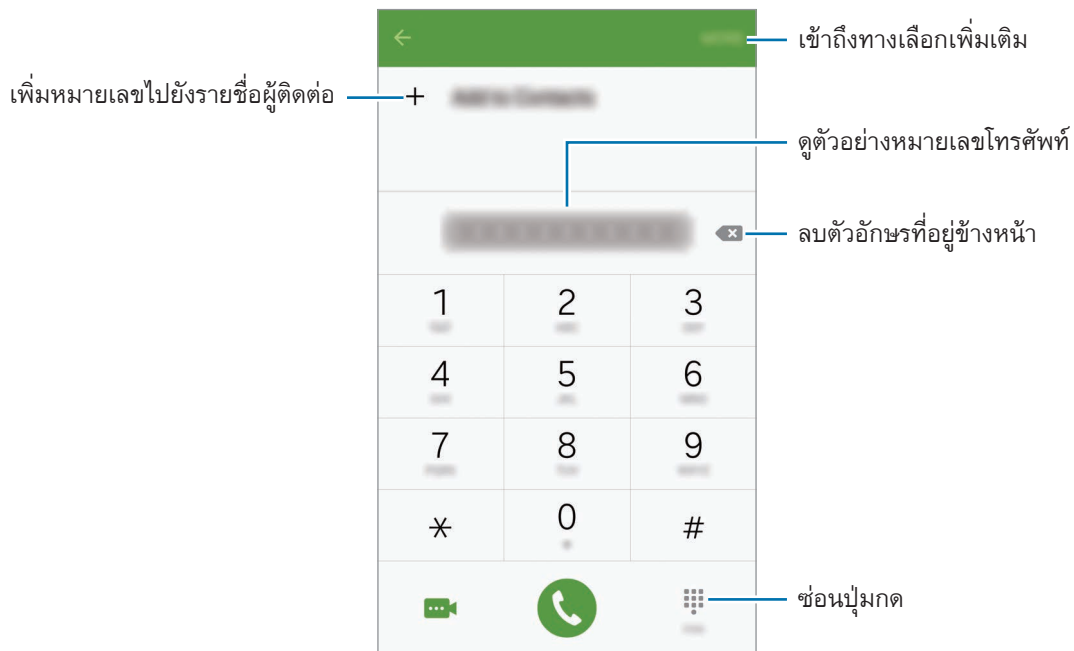 เข้าถึงทางเลือกเพิ่มเติม
เพิ่มหมายเลขไปยังรายชื่อผู้ติดต่อ
+ Add to Contacts
ดูตัวอย่างหมายเลขโทรศัพท์
ลบตัวอักษรที่อยู่ข้างหน้า
1 2 3
4 5 6
7 8 9
* 0 #
ซ่อนปุ่มกด